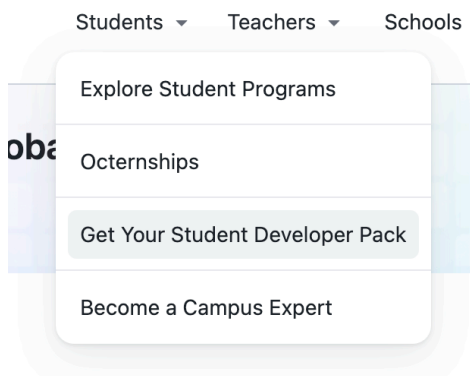 Students Teachers Schools
Explore Student Programs
oba
Octernships
Get Your Student Developer Pack
Become a Campus Expert